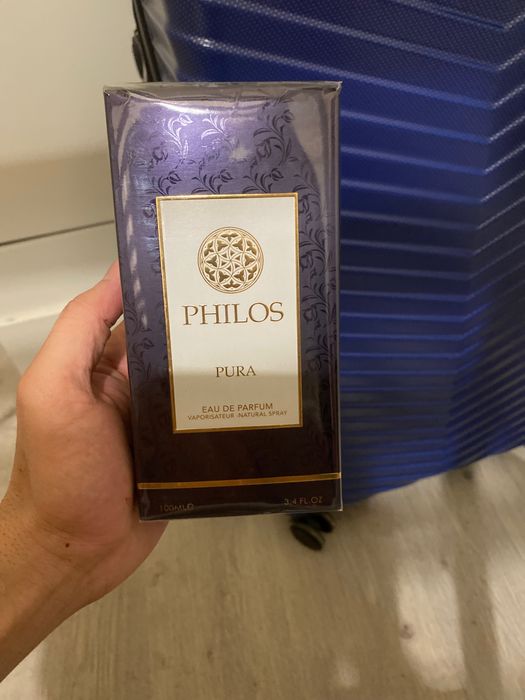 PHILOS
PURA
EAU DE PARFUM
VAPORISATEUR -NATURAL SPRAY
100ML℮ 3.4 FL.OZ